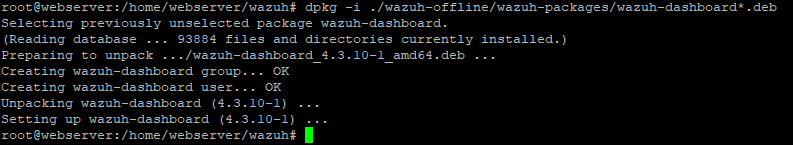 root@webserver:/home/webserver/wazuh# dpkg -i ./wazuh-offline/wazuh-packages/wazuh-dashboard*.deb
Selecting previously unselected package wazuh-dashboard.
(Reading database ... 93884 files and directories currently installed.)
Preparing to unpack .../wazuh-dashboard_4.3.10-1_amd64.deb ...
Creating wazuh-dashboard group... OK
Creating wazuh-dashboard user... OK
Unpacking wazuh-dashboard (4.3.10-1) ...
Setting up wazuh-dashboard (4.3.10-1) ...
root@webserver:/home/webserver/wazuh#